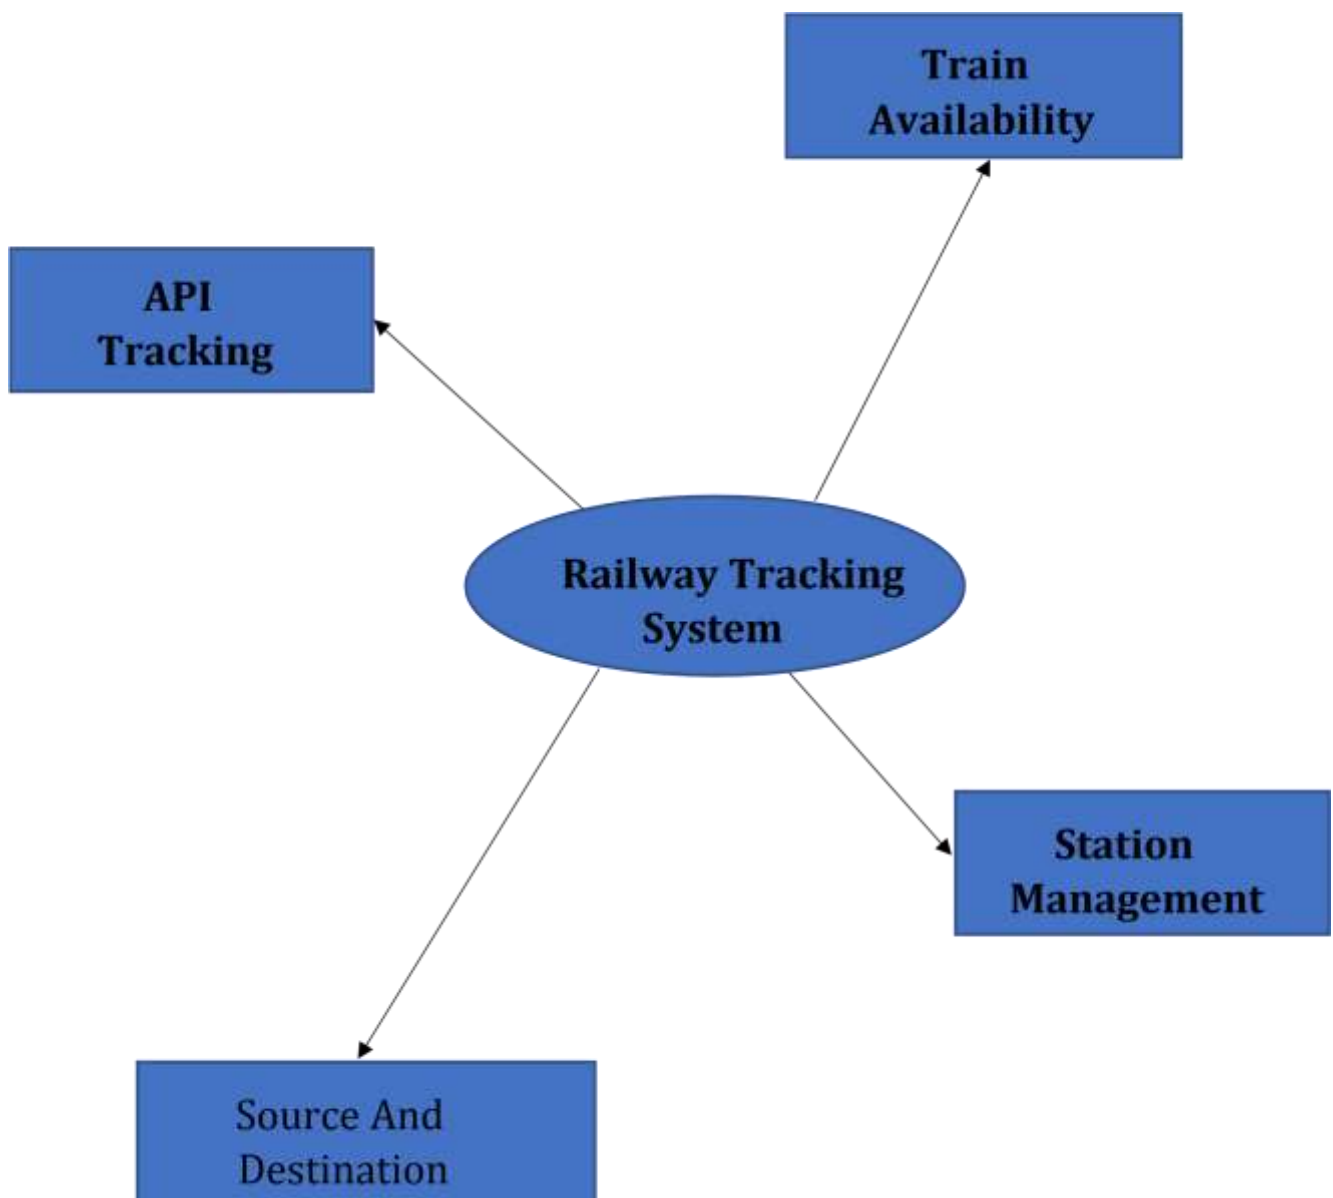 Train
Availability
API
Tracking
Railway Tracking
System
Station
Management
Source And
Destination